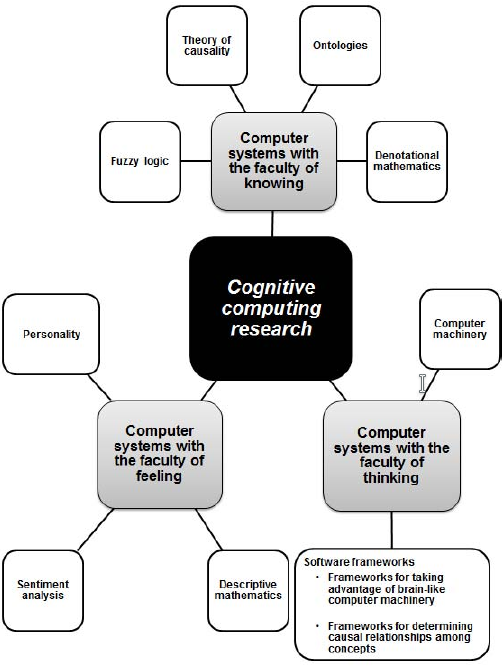 Theory of
causality
Ontologies
Fuzzy logic
Computer
systems with
the faculty of
knowing
Denotational
mathematics
Cognitive
computing
research
Personality
Computer
machinery
Computer
systems with
the faculty of
feeling
Computer
systems with the
faculty of
thinking
Sentiment
analysis
Descriptive
mathematics
Software frameworks
• Frameworks for taking
advantage of brain-like
computer machinery
• Frameworks for determining
causal relationships among
concepts